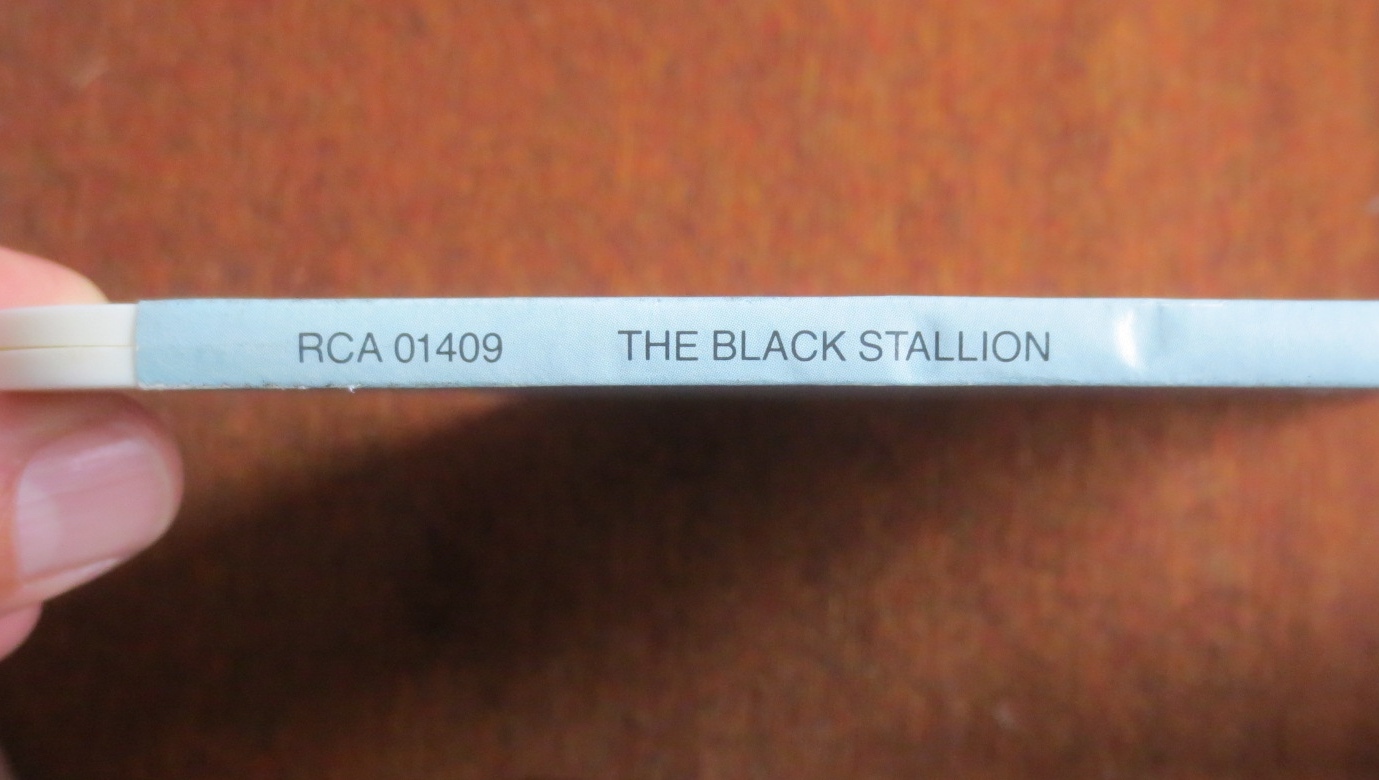 RCA 01409 THE BLACK STALLION